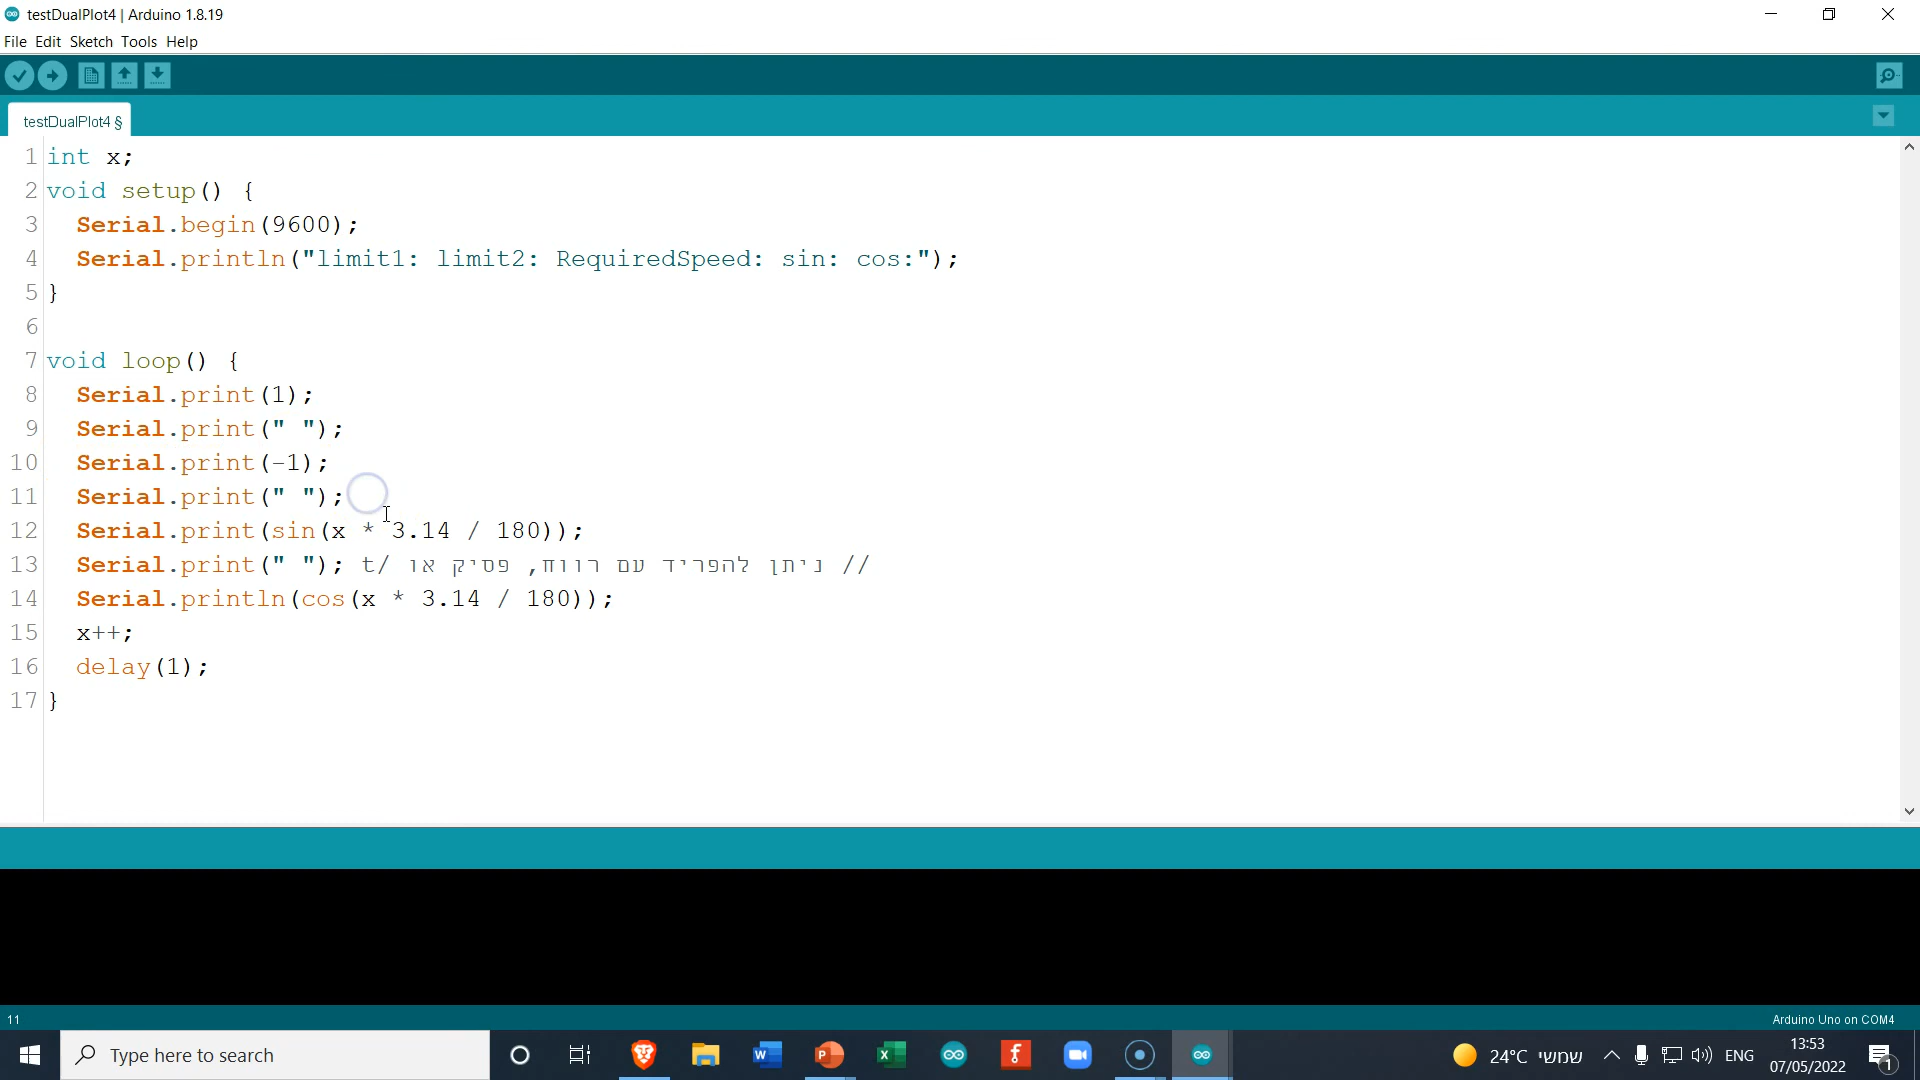 testDualPlot4 | Arduino 1.8.19
File Edit Sketch Tools Help
testDualPlot4 §
1 int x;
2 void setup() {
3 Serial.begin(9600);
4 Serial.println("limit1: limit2: RequiredSpeed: sin: cos:");
5 }
6
7 void loop() {
8 Serial.print(1);
9 Serial.print(" ");
10 Serial.print(-1);
11 Serial.print(" ");
12 Serial.print(sin(x * 3.14 / 180));
13 Serial.print(" "); // ניתן להפריד עם רווח, פסיק או /t
14 Serial.println(cos(x * 3.14 / 180));
15 x++;
16 delay(1);
17 }
11
Arduino Uno on COM4
Type here to search
24°C שמשי
ENG
13:53
07/05/2022
1